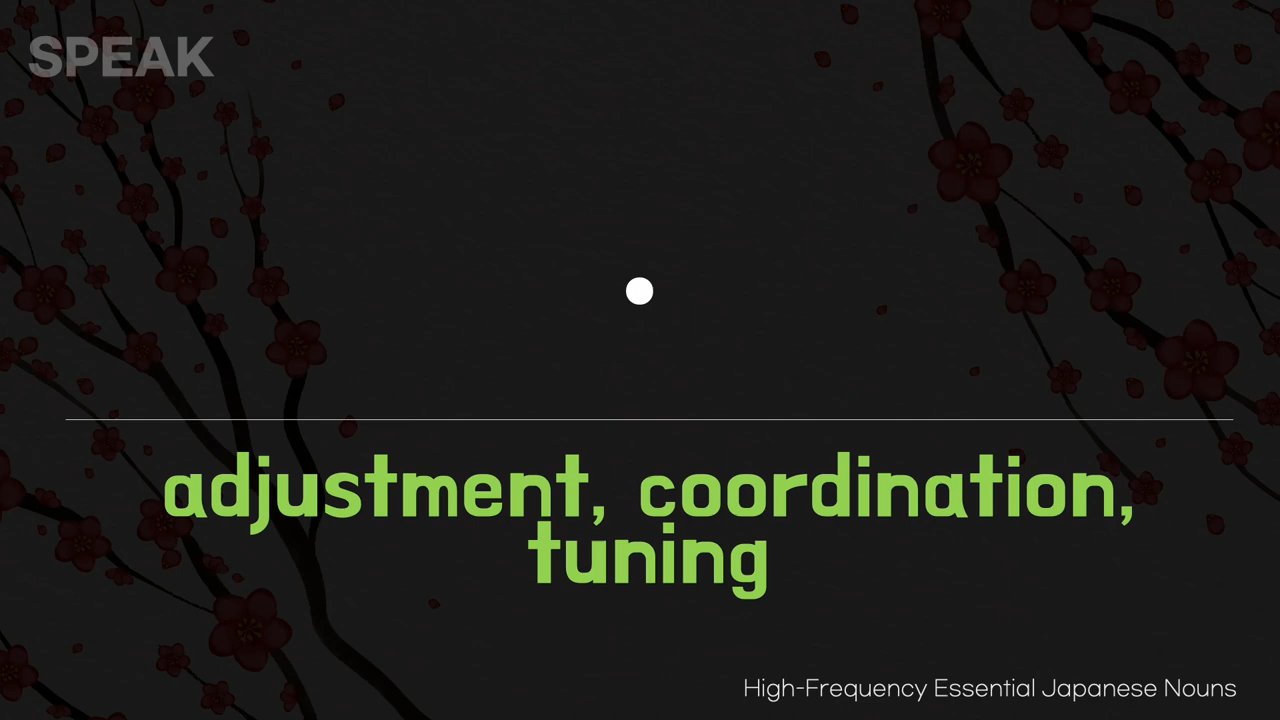 SPEAK
adjustment, coordination,
tuning
High-Frequency Essential Japanese Nouns